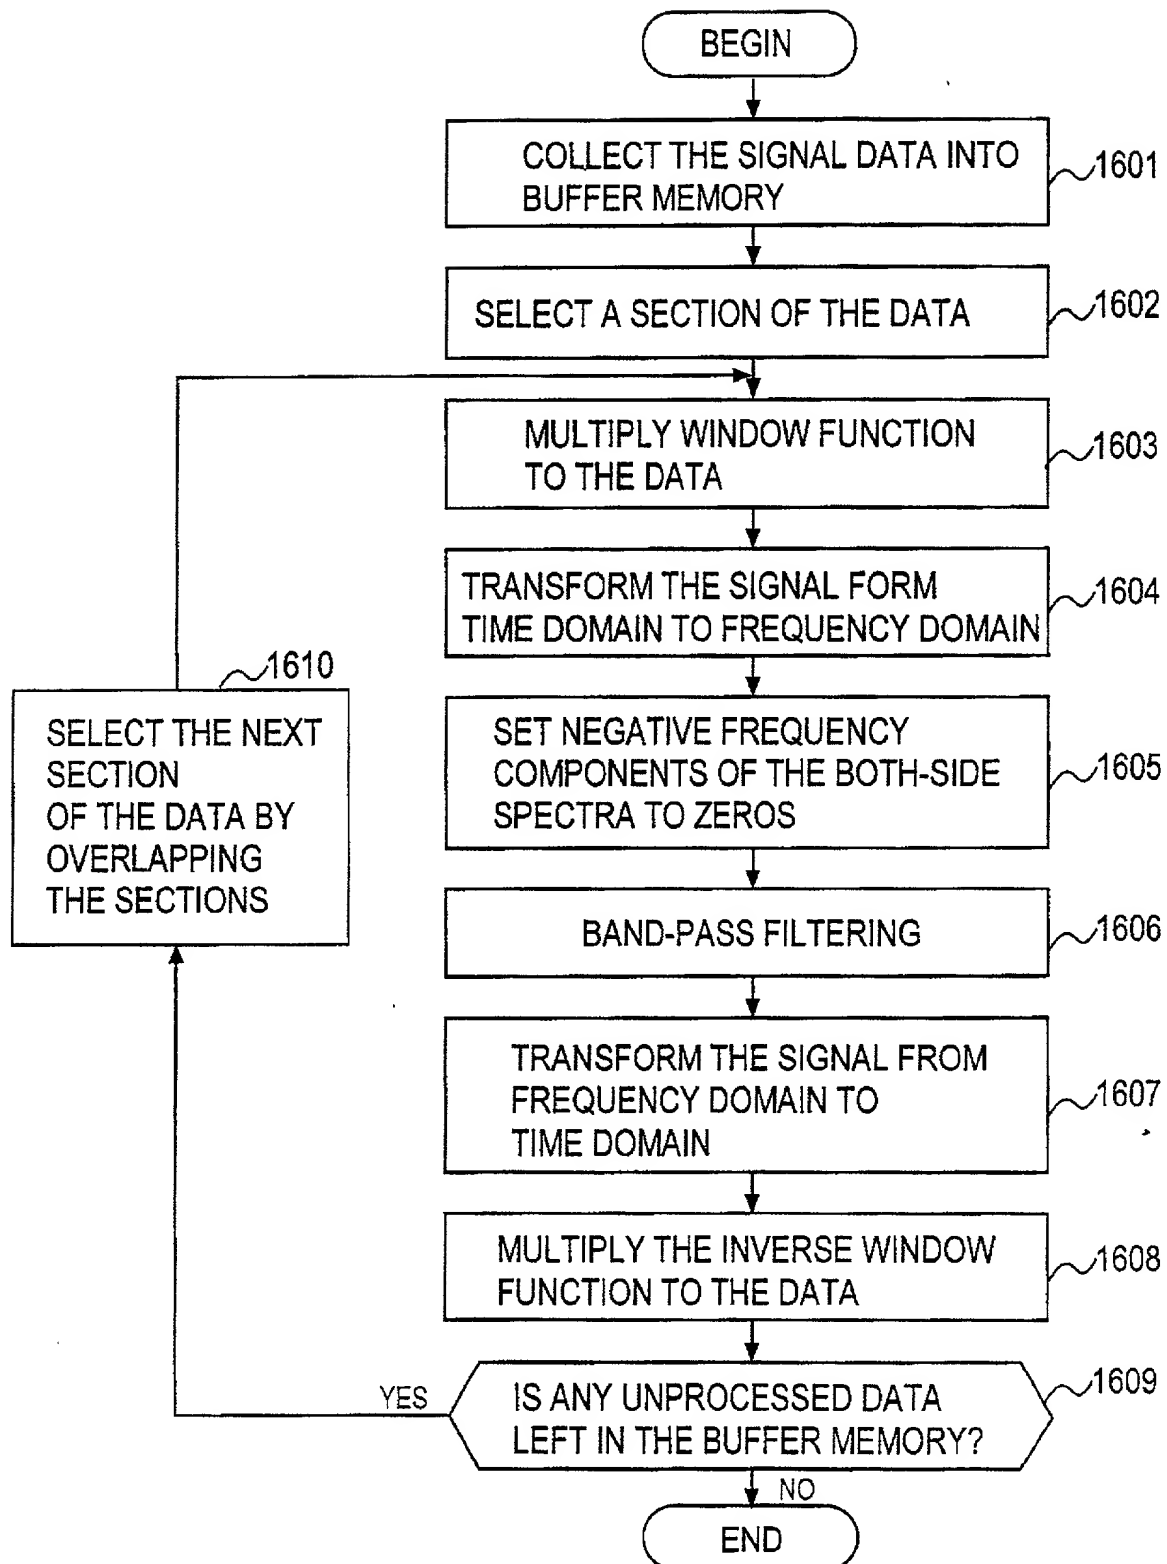 BEGIN
COLLECT THE SIGNAL DATA INTO
BUFFER MEMORY
1601
SELECT A SECTION OF THE DATA
1602
MULTIPLY WINDOW FUNCTION
TO THE DATA
1603
TRANSFORM THE SIGNAL FORM
TIME DOMAIN TO FREQUENCY DOMAIN
1604
SET NEGATIVE FREQUENCY
COMPONENTS OF THE BOTH-SIDE
SPECTRA TO ZEROS
1605
BAND-PASS FILTERING
1606
TRANSFORM THE SIGNAL FROM
FREQUENCY DOMAIN TO
TIME DOMAIN
1607
MULTIPLY THE INVERSE WINDOW
FUNCTION TO THE DATA
1608
IS ANY UNPROCESSED DATA
LEFT IN THE BUFFER MEMORY?
1609
YES
1610
SELECT THE NEXT
SECTION
OF THE DATA BY
OVERLAPPING
THE SECTIONS
NO
END